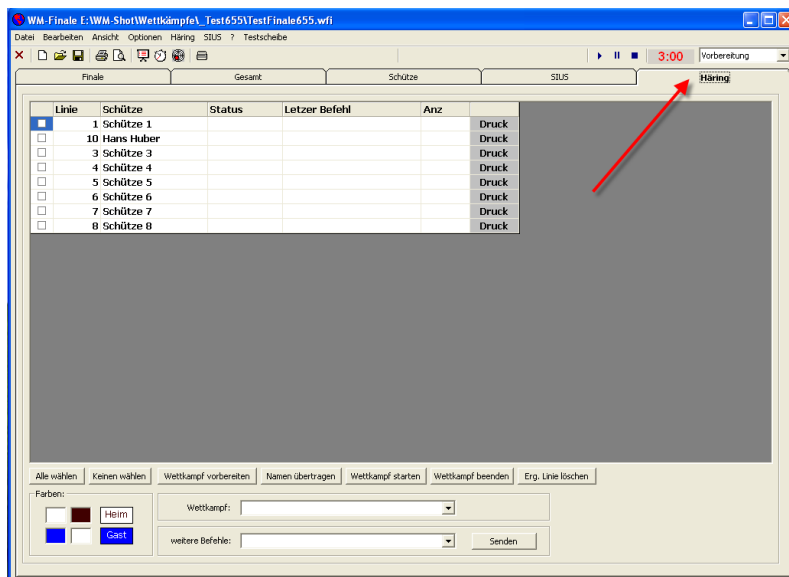 WM-Finale E:\WM-Shot\Wettkämpfe\_Test655\TestFinale655.wfi
Datei Bearbeiten Ansicht Optionen Häring SIUS ? Testscheibe
3:00 Vorbereitung
Finale Gesamt Schütze SIUS Häring
Linie Schütze Status Letzer Befehl Anz
1 Schütze 1 Druck
10 Hans Huber Druck
3 Schütze 3 Druck
4 Schütze 4 Druck
5 Schütze 5 Druck
6 Schütze 6 Druck
7 Schütze 7 Druck
8 Schütze 8 Druck
Alle wählen Keinen wählen Wettkampf vorbereiten Namen übertragen Wettkampf starten Wettkampf beenden Erg. Linie löschen
Farben:
Heim
Wettkampf:
Gast
weitere Befehle: Senden